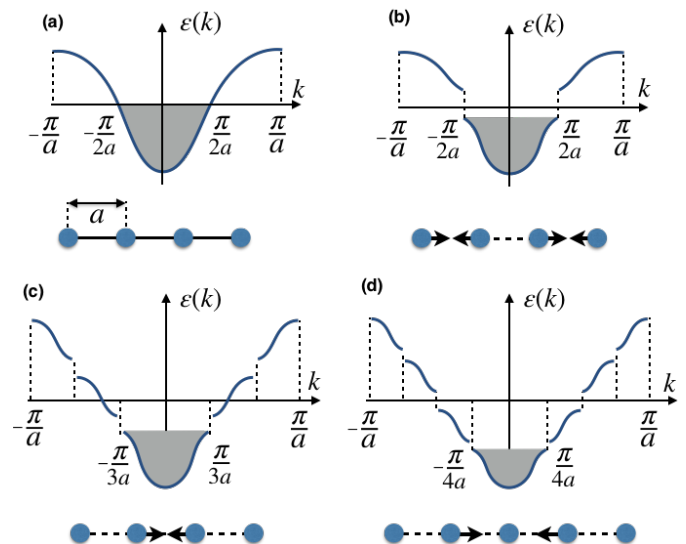 (a)
ε(k)
k
-π/a
-π/2a
π/2a
π/a
a
(b)
ε(k)
k
-π/a
-π/2a
π/2a
π/a
(c)
ε(k)
k
-π/a
-π/3a
π/3a
π/a
(d)
ε(k)
k
-π/a
-π/4a
π/4a
π/a